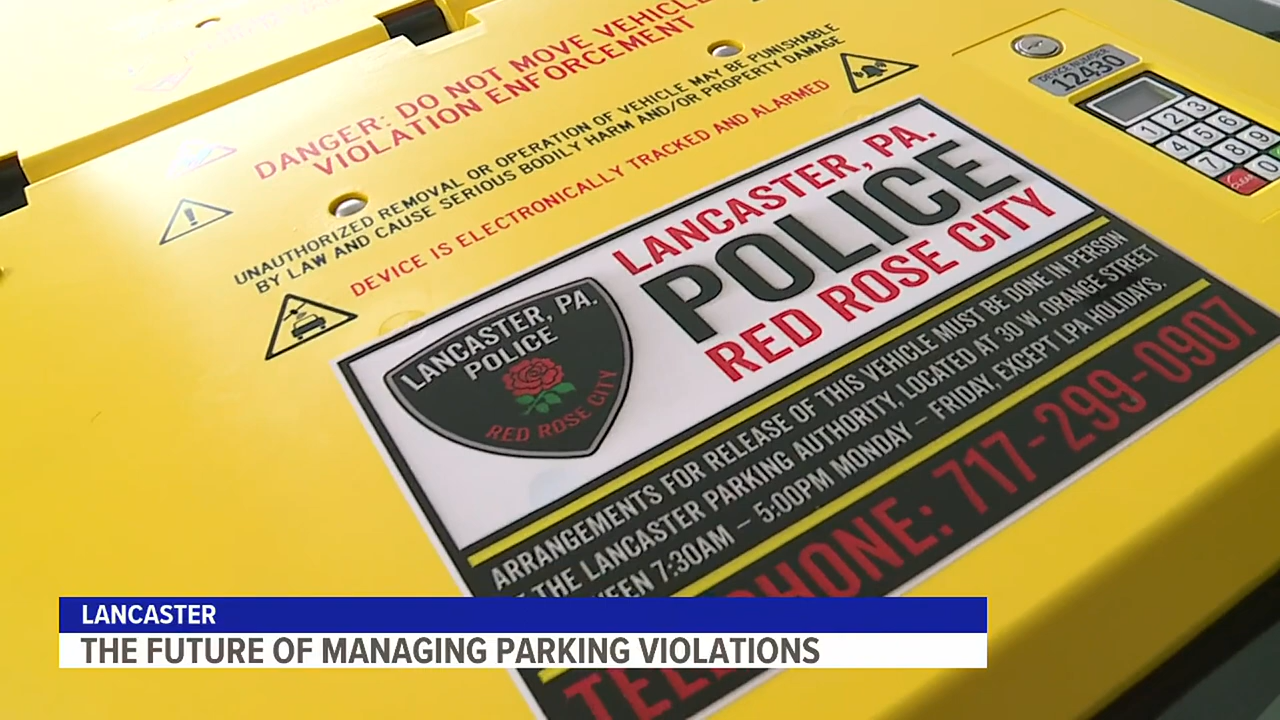 DANGER: DO NOT MOVE VEHICLE
VIOLATION ENFORCEMENT
UNAUTHORIZED REMOVAL OR OPERATION OF VEHICLE MAY BE PUNISHABLE
BY LAW AND CAUSE SERIOUS BODILY HARM AND/OR PROPERTY DAMAGE
DEVICE IS ELECTRONICALLY TRACKED AND ALARMED
DEVICE NUMBER
12430
1 2 3
4 5 6
7 8 9
CLEAR 0
LANCASTER, PA.
POLICE
RED ROSE CITY
LANCASTER, PA.
POLICE
RED ROSE CITY
ARRANGEMENTS FOR RELEASE OF THIS VEHICLE MUST BE DONE IN PERSON
THE LANCASTER PARKING AUTHORITY, LOCATED AT 30 W. ORANGE STREET
7:30AM – 5:00PM MONDAY – FRIDAY, EXCEPT LPA HOLIDAYS.
TELEPHONE: 717-299-0907
LANCASTER
THE FUTURE OF MANAGING PARKING VIOLATIONS